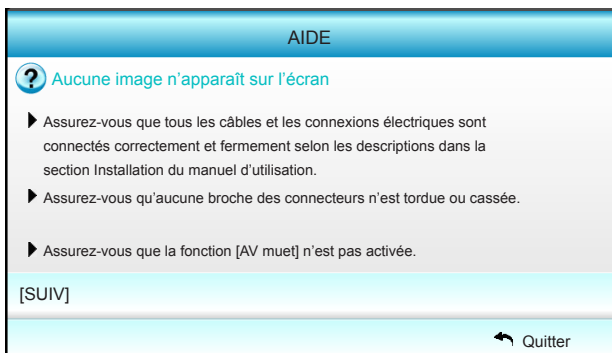 AIDE
Aucune image n’apparaît sur l’écran
Assurez-vous que tous les câbles et les connexions électriques sont
connectés correctement et fermement selon les descriptions dans la
section Installation du manuel d’utilisation.
Assurez-vous qu’aucune broche des connecteurs n’est tordue ou cassée.
Assurez-vous que la fonction [AV muet] n’est pas activée.
[SUIV]
Quitter